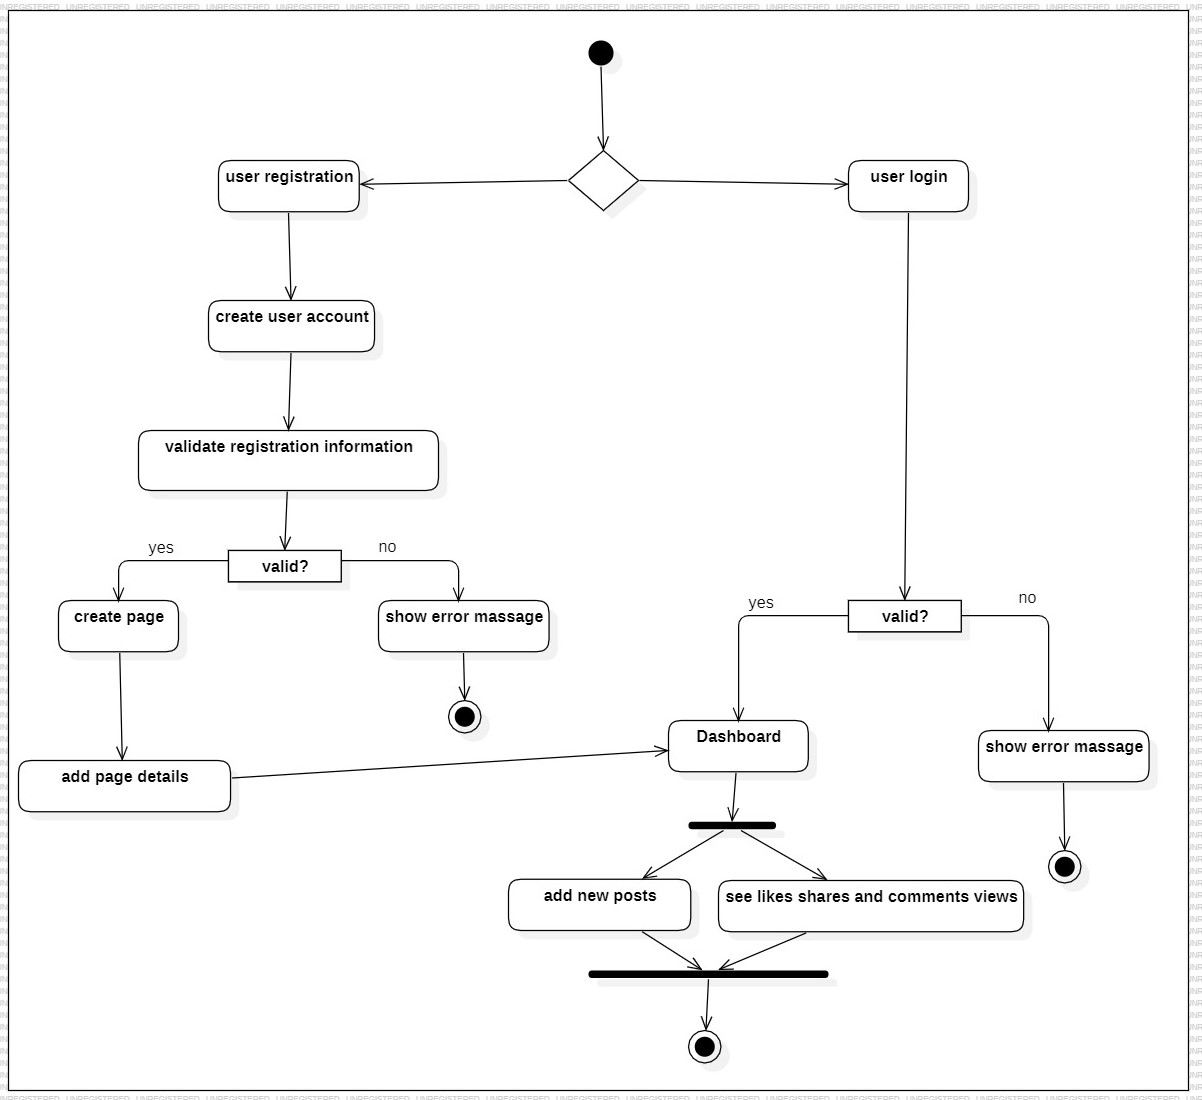 UNREGISTERED
user registration
user login
create user account
validate registration information
yes
no
valid?
create page
show error massage
yes
no
valid?
Dashboard
show error massage
add page details
add new posts
see likes shares and comments views